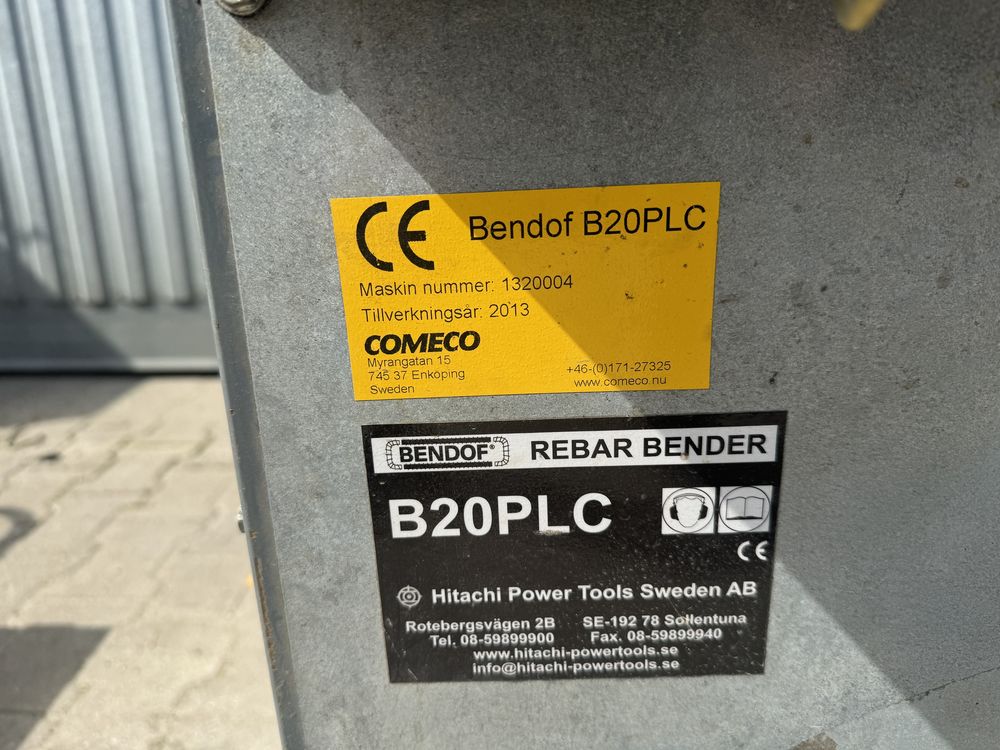 CE Bendof B20PLC
Maskin nummer: 1320004
Tillverkningsår: 2013
COMECO
Myrangatan 15
745 37 Enköping
Sweden
+46-(0)171-27325
www.comeco.nu
BENDOF® REBAR BENDER
B20PLC
CE
Hitachi Power Tools Sweden AB
Rotebergsvägen 2B SE-192 78 Sollentuna
Tel. 08-59899900 Fax. 08-59899940
www.hitachi-powertools.se
info@hitachi-powertools.se